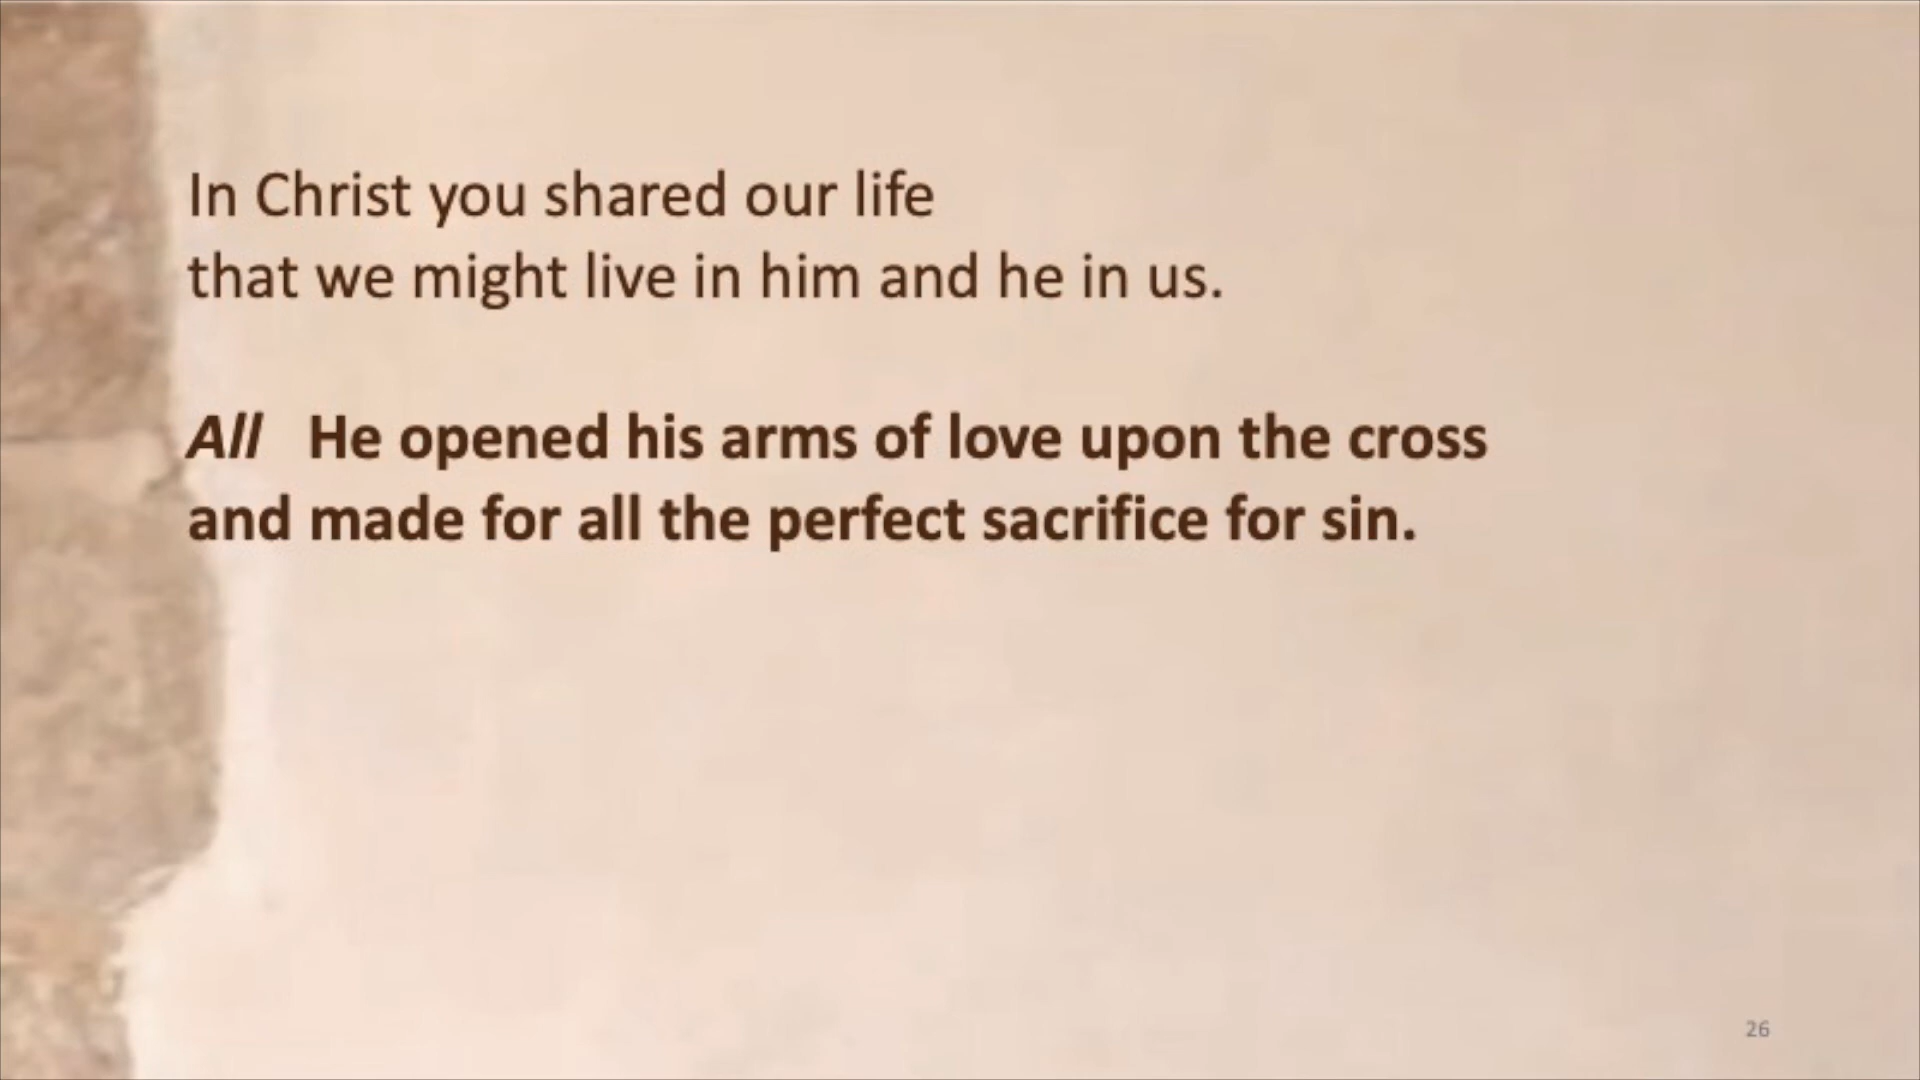 In Christ you shared our life
that we might live in him and he in us.
All He opened his arms of love upon the cross
and made for all the perfect sacrifice for sin.
26